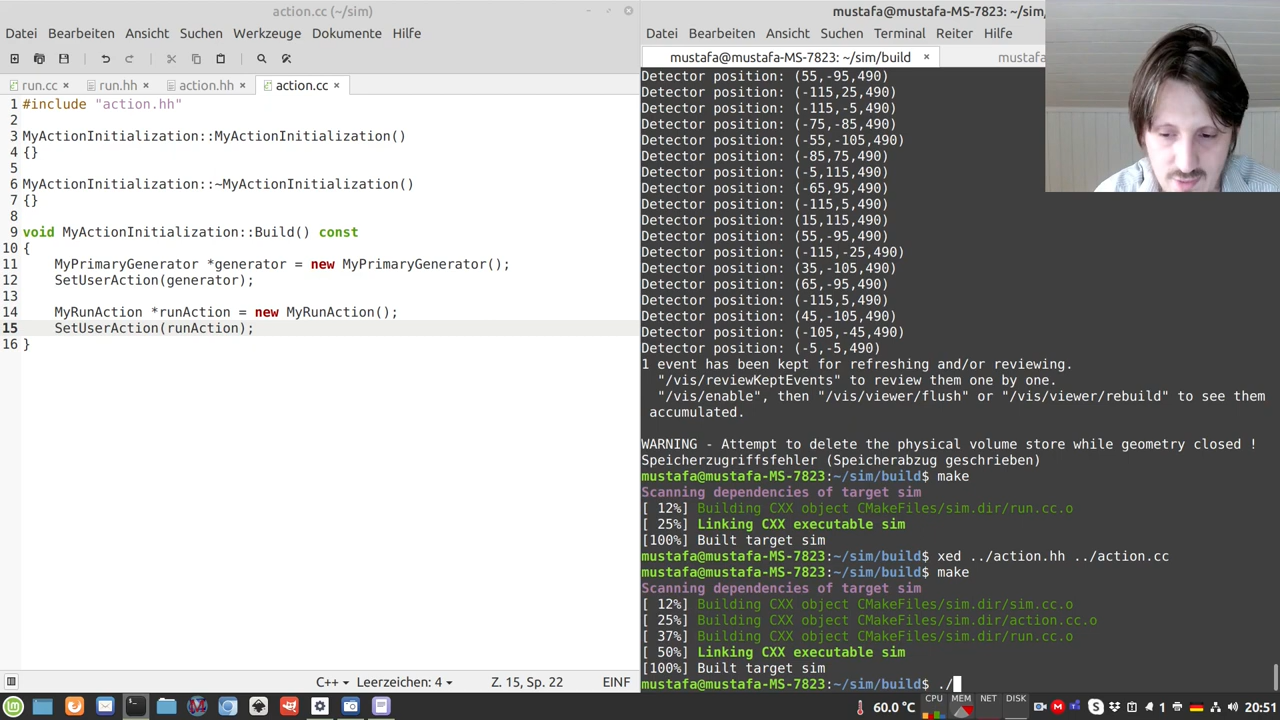 action.cc (~/sim)
Datei Bearbeiten Ansicht Suchen Werkzeuge Dokumente Hilfe
run.cc × run.hh × action.hh × action.cc ×
1 #include "action.hh"
2
3 MyActionInitialization::MyActionInitialization()
4 {}
5
6 MyActionInitialization::~MyActionInitialization()
7 {}
8
9 void MyActionInitialization::Build() const
10 {
11 MyPrimaryGenerator *generator = new MyPrimaryGenerator();
12 SetUserAction(generator);
13
14 MyRunAction *runAction = new MyRunAction();
15 SetUserAction(runAction);
16 }
C++ Leerzeichen: 4 Z. 15, Sp. 22 EINF
mustafa@mustafa-MS-7823: ~/sim/
Datei Bearbeiten Ansicht Suchen Terminal Reiter Hilfe
mustafa@mustafa-MS-7823: ~/sim/build × mustafa@
Detector position: (55,-95,490)
Detector position: (-115,25,490)
Detector position: (-115,-5,490)
Detector position: (-75,-85,490)
Detector position: (-55,-105,490)
Detector position: (-85,75,490)
Detector position: (-5,115,490)
Detector position: (-65,95,490)
Detector position: (-115,5,490)
Detector position: (15,115,490)
Detector position: (55,-95,490)
Detector position: (-115,-25,490)
Detector position: (35,-105,490)
Detector position: (65,-95,490)
Detector position: (-115,5,490)
Detector position: (45,-105,490)
Detector position: (-105,-45,490)
Detector position: (-5,-5,490)
1 event has been kept for refreshing and/or reviewing.
"/vis/reviewKeptEvents" to review them one by one.
"/vis/enable", then "/vis/viewer/flush" or "/vis/viewer/rebuild" to see them
accumulated.
WARNING - Attempt to delete the physical volume store while geometry closed !
Speicherzugriffsfehler (Speicherabzug geschrieben)
mustafa@mustafa-MS-7823:~/sim/build$ make
Scanning dependencies of target sim
[ 12%] Building CXX object CMakeFiles/sim.dir/run.cc.o
[ 25%] Linking CXX executable sim
[100%] Built target sim
mustafa@mustafa-MS-7823:~/sim/build$ xed ../action.hh ../action.cc
mustafa@mustafa-MS-7823:~/sim/build$ make
Scanning dependencies of target sim
[ 12%] Building CXX object CMakeFiles/sim.dir/sim.cc.o
[ 25%] Building CXX object CMakeFiles/sim.dir/action.cc.o
[ 37%] Building CXX object CMakeFiles/sim.dir/run.cc.o
[ 50%] Linking CXX executable sim
[100%] Built target sim
mustafa@mustafa-MS-7823:~/sim/build$ ./
60.0°C CPU MEM NET DISK 1 20:51